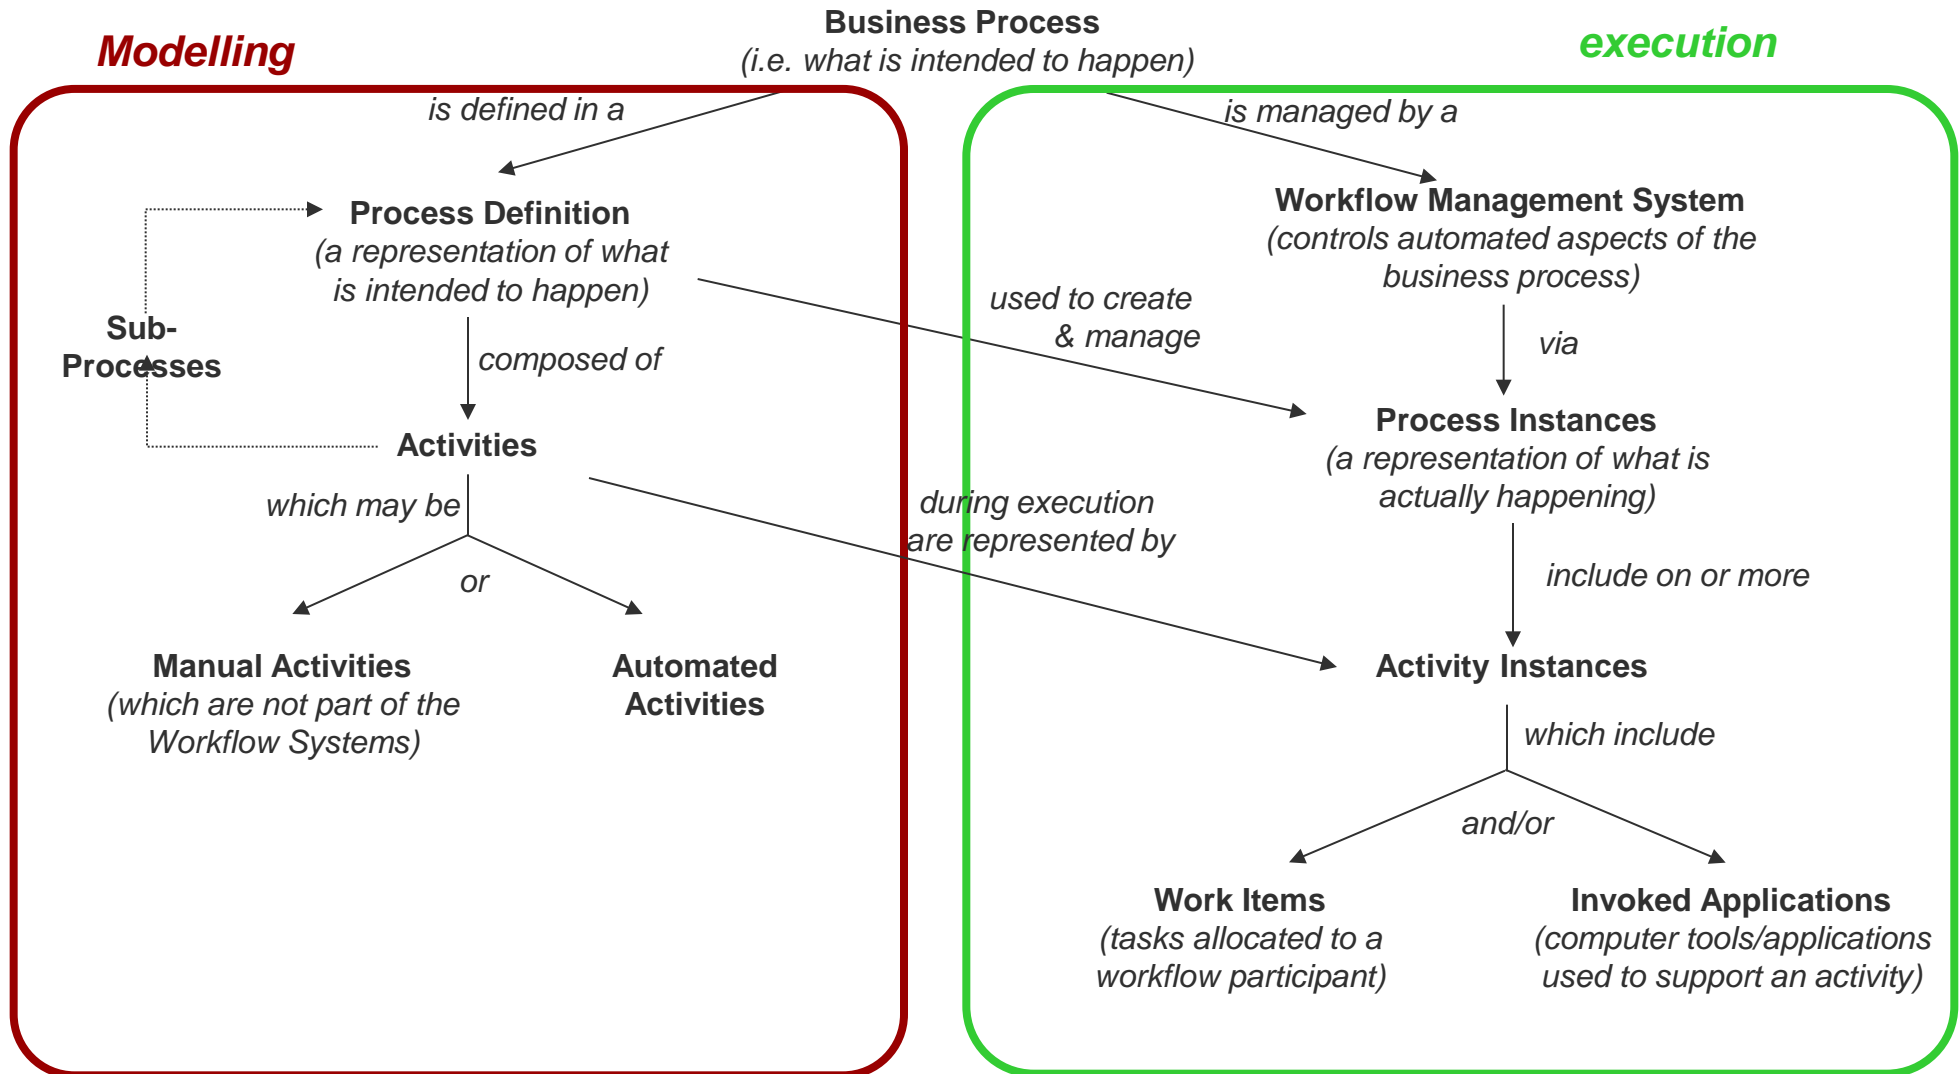 Business Process
(i.e. what is intended to happen)
Modelling
execution
is defined in a
is managed by a
Process Definition
(a representation of what
is intended to happen)
Workflow Management System
(controls automated aspects of the
business process)
Sub-
Processes
composed of
used to create
& manage
via
Activities
Process Instances
(a representation of what is
actually happening)
which may be
or
during execution
are represented by
include on or more
Manual Activities
(which are not part of the
Workflow Systems)
Automated
Activities
Activity Instances
which include
and/or
Work Items
(tasks allocated to a
workflow participant)
Invoked Applications
(computer tools/applications
used to support an activity)